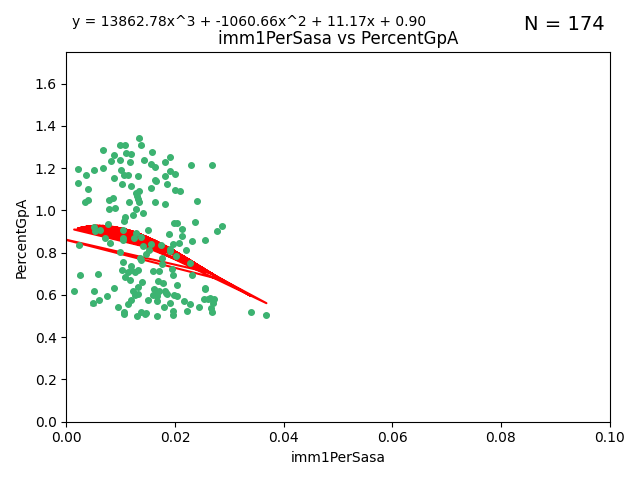 y = 13862.78x^3 + -1060.66x^2 + 11.17x + 0.90
N = 174
imm1PerSasa vs PercentGpA
PercentGpA
1.6
1.4
1.2
1.0
0.8
0.6
0.4
0.2
0.0
0.00 0.02 0.04 0.06 0.08 0.10
imm1PerSasa